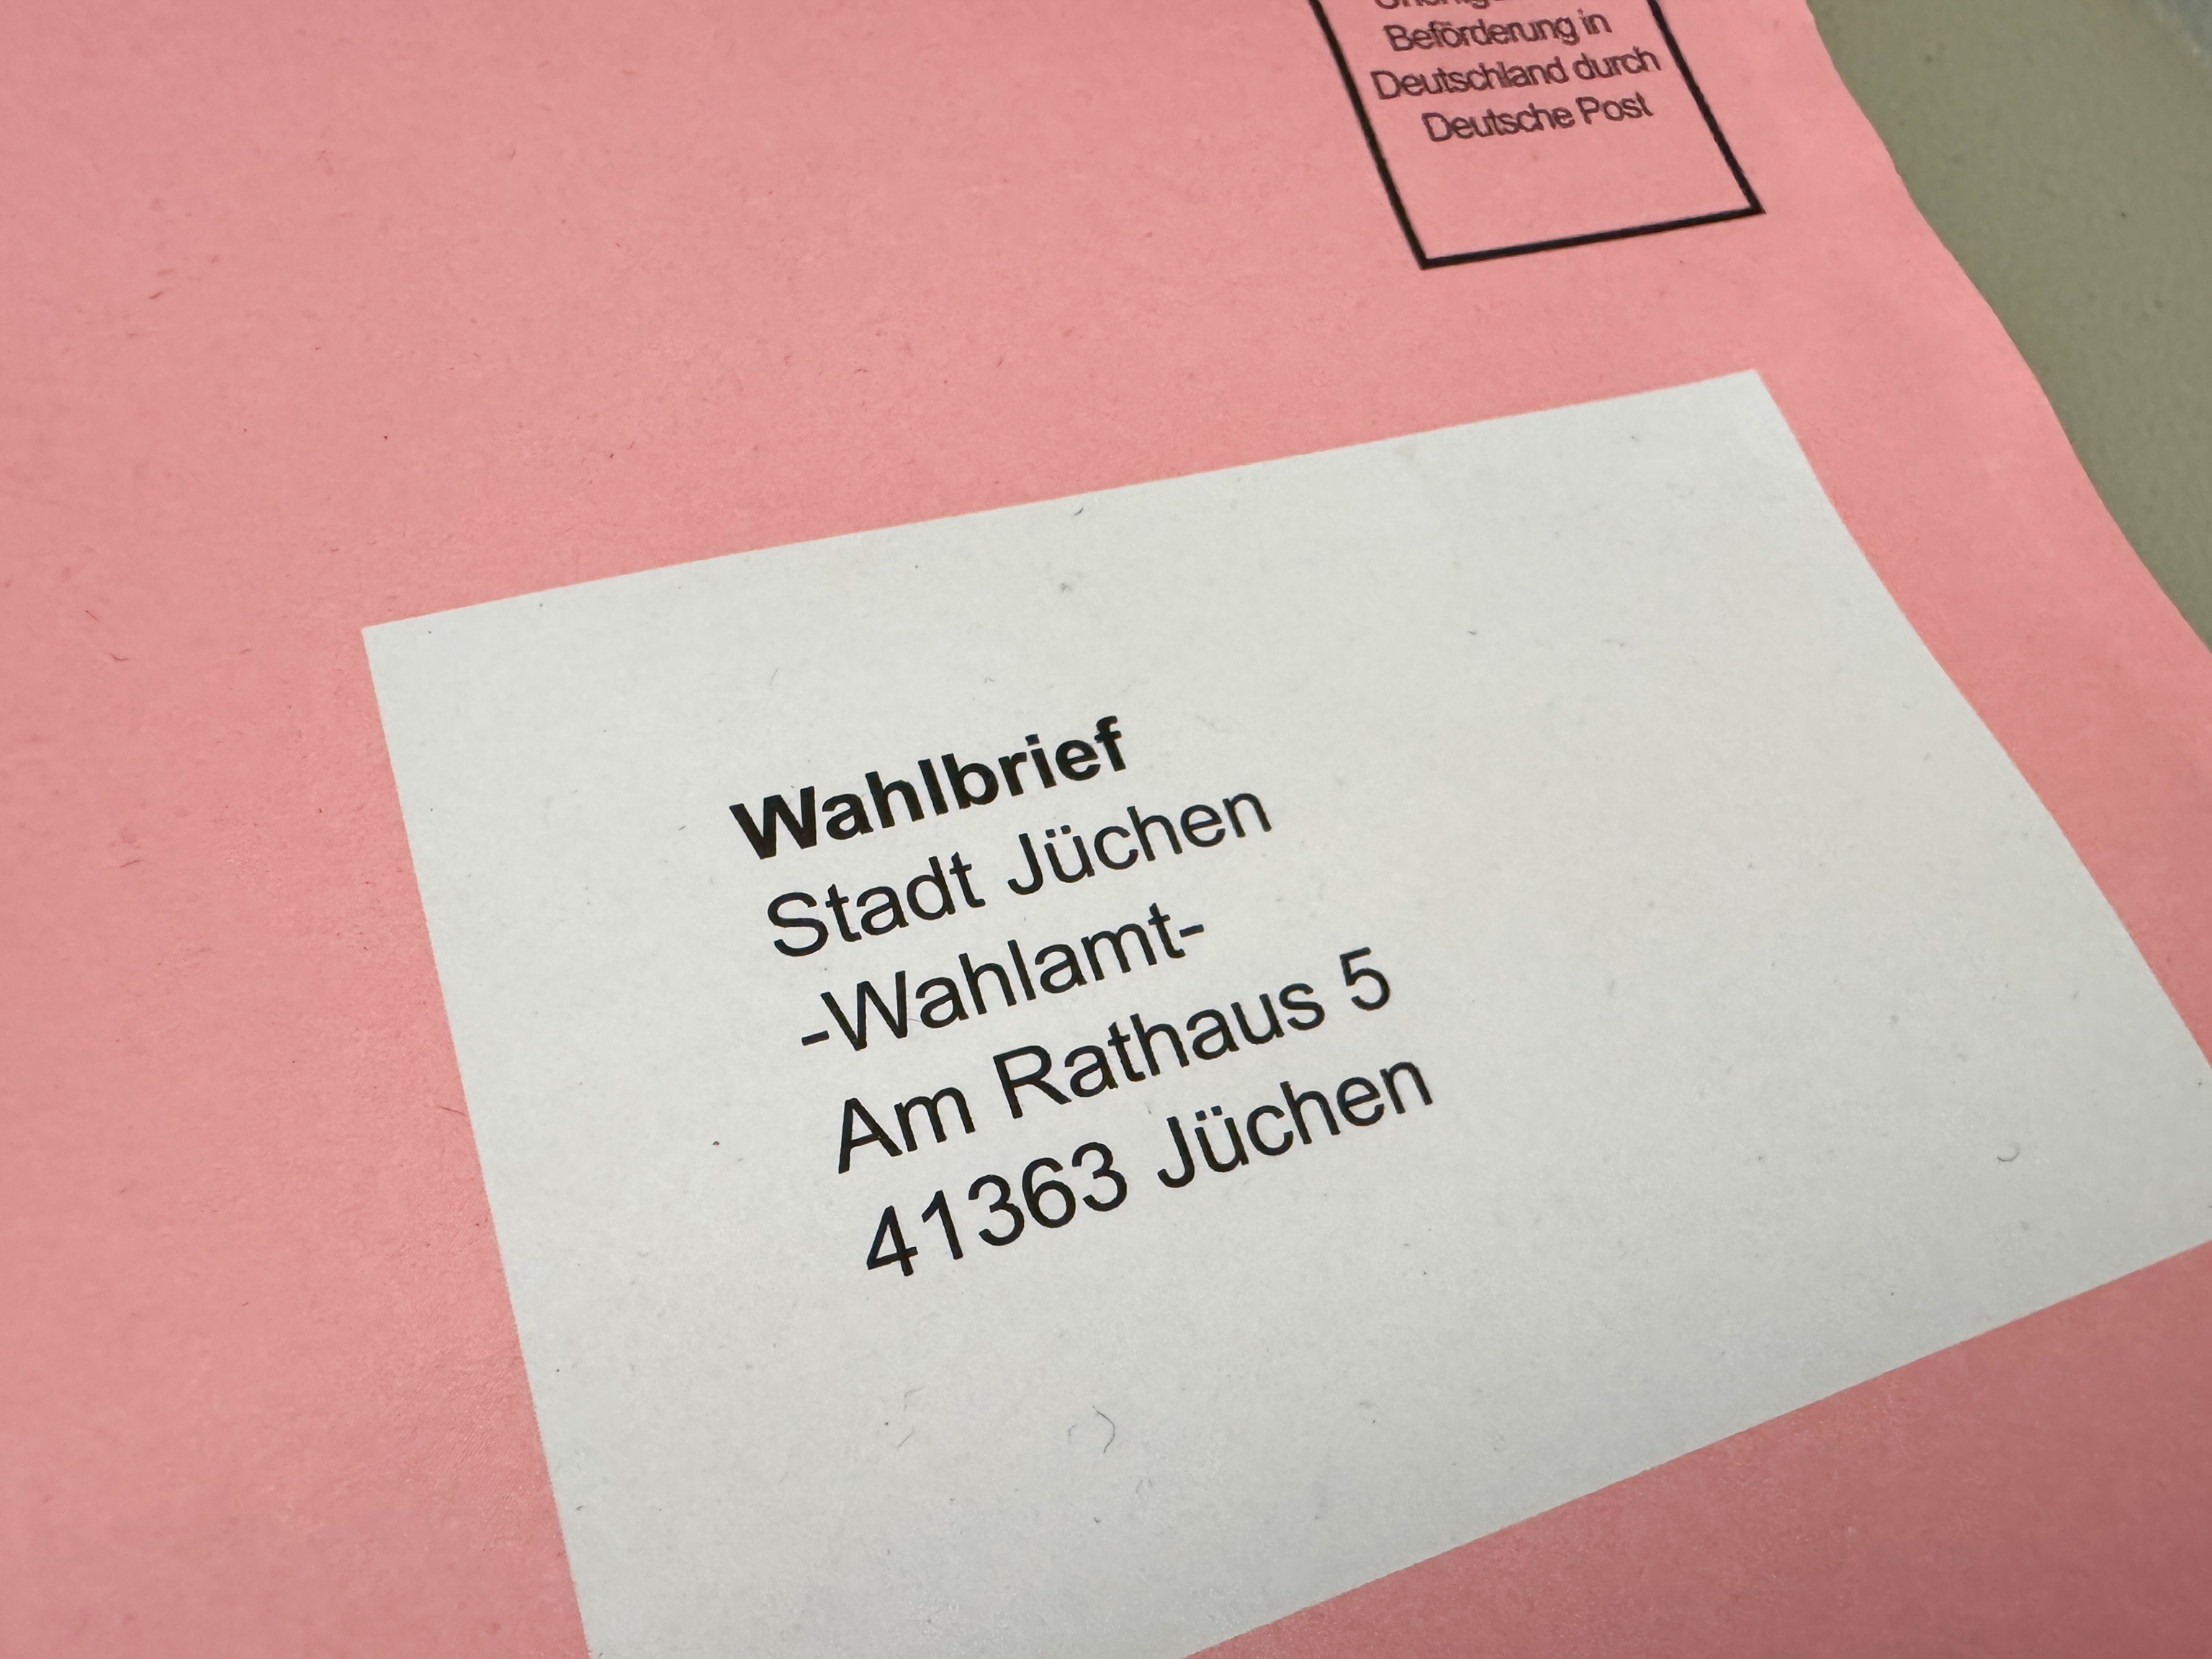 Beförderung in
Deutschland durch
Deutsche Post
Wahlbrief
Stadt Jüchen
-Wahlamt-
Am Rathaus 5
41363 Jüchen